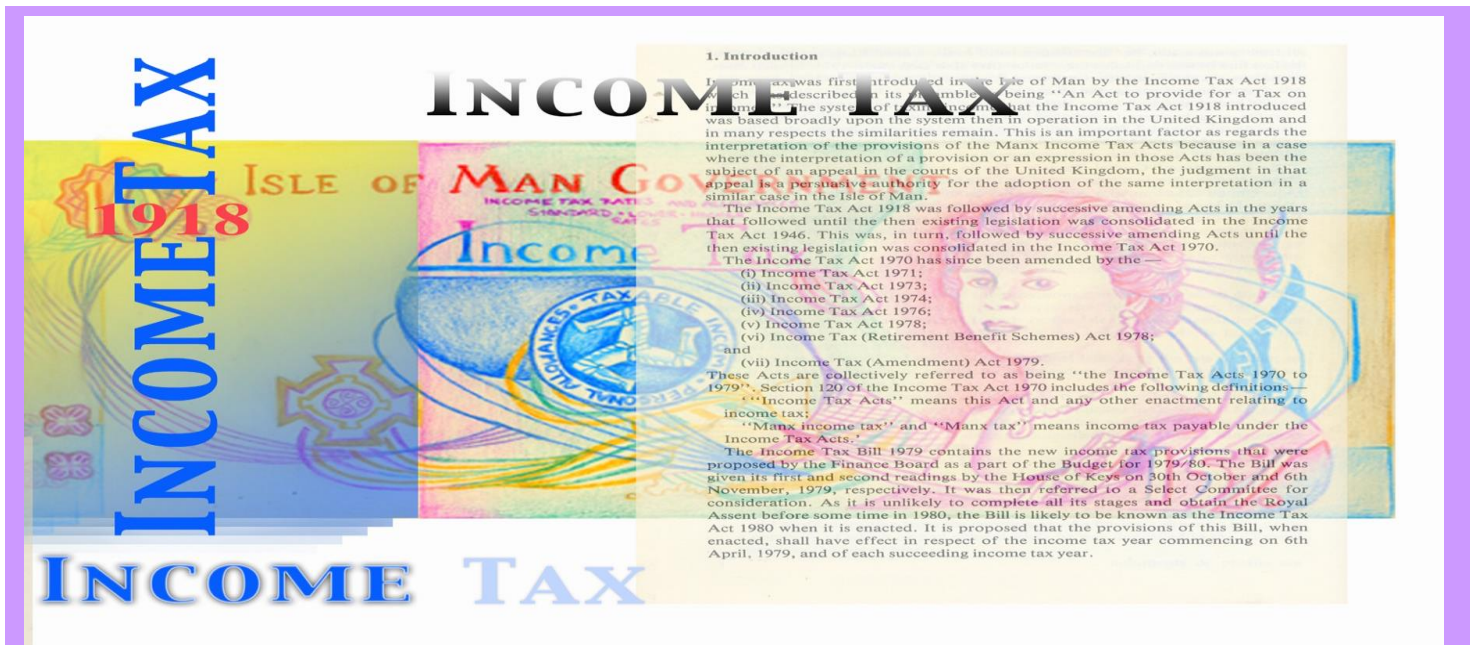 INCOME TAX
1918
INCOME TAX
ISLE OF MAN GOVERNMENT
INCOME TAX RATES AND
STANDARD · LOWER
RATES
Income Tax
PERSONAL ALLOWANCES · TAXABLE INCOME
INCOME TAX
1. Introduction
Income Tax was first introduced in the Isle of Man by the Income Tax Act 1918
which was described in its preamble as being “An Act to provide for a Tax on
incomes”. The system of taxing income that the Income Tax Act 1918 introduced
was based broadly upon the system then in operation in the United Kingdom and
in many respects the similarities remain. This is an important factor as regards the
interpretation of the provisions of the Manx Income Tax Acts because in a case
where the interpretation of a provision or an expression in those Acts has been the
subject of an appeal in the courts of the United Kingdom, the judgment in that
appeal is a persuasive authority for the adoption of the same interpretation in a
similar case in the Isle of Man.
The Income Tax Act 1918 was followed by successive amending Acts in the years
that followed until the then existing legislation was consolidated in the Income
Tax Act 1946. This was, in turn, followed by successive amending Acts until the
then existing legislation was consolidated in the Income Tax Act 1970.
The Income Tax Act 1970 has since been amended by the —
(i) Income Tax Act 1971;
(ii) Income Tax Act 1973;
(iii) Income Tax Act 1974;
(iv) Income Tax Act 1976;
(v) Income Tax Act 1978;
(vi) Income Tax (Retirement Benefit Schemes) Act 1978;
and
(vii) Income Tax (Amendment) Act 1979.
These Acts are collectively referred to as being ‘‘the Income Tax Acts 1970 to
1979’’. Section 120 of the Income Tax Act 1970 includes the following definitions —
‘‘‘Income Tax Acts’’ means this Act and any other enactment relating to
income tax;
‘‘Manx income tax’’ and ‘‘Manx tax’’ means income tax payable under the
Income Tax Acts.’
The Income Tax Bill 1979 contains the new income tax provisions that were
proposed by the Finance Board as a part of the Budget for 1979/80. The Bill was
given its first and second readings by the House of Keys on 30th October and 6th
November, 1979, respectively. It was then referred to a Select Committee for
consideration. As it is unlikely to complete all its stages and obtain the Royal
Assent before some time in 1980, the Bill is likely to be known as the Income Tax
Act 1980 when it is enacted. It is proposed that the provisions of this Bill, when
enacted, shall have effect in respect of the income tax year commencing on 6th
April, 1979, and of each succeeding income tax year.